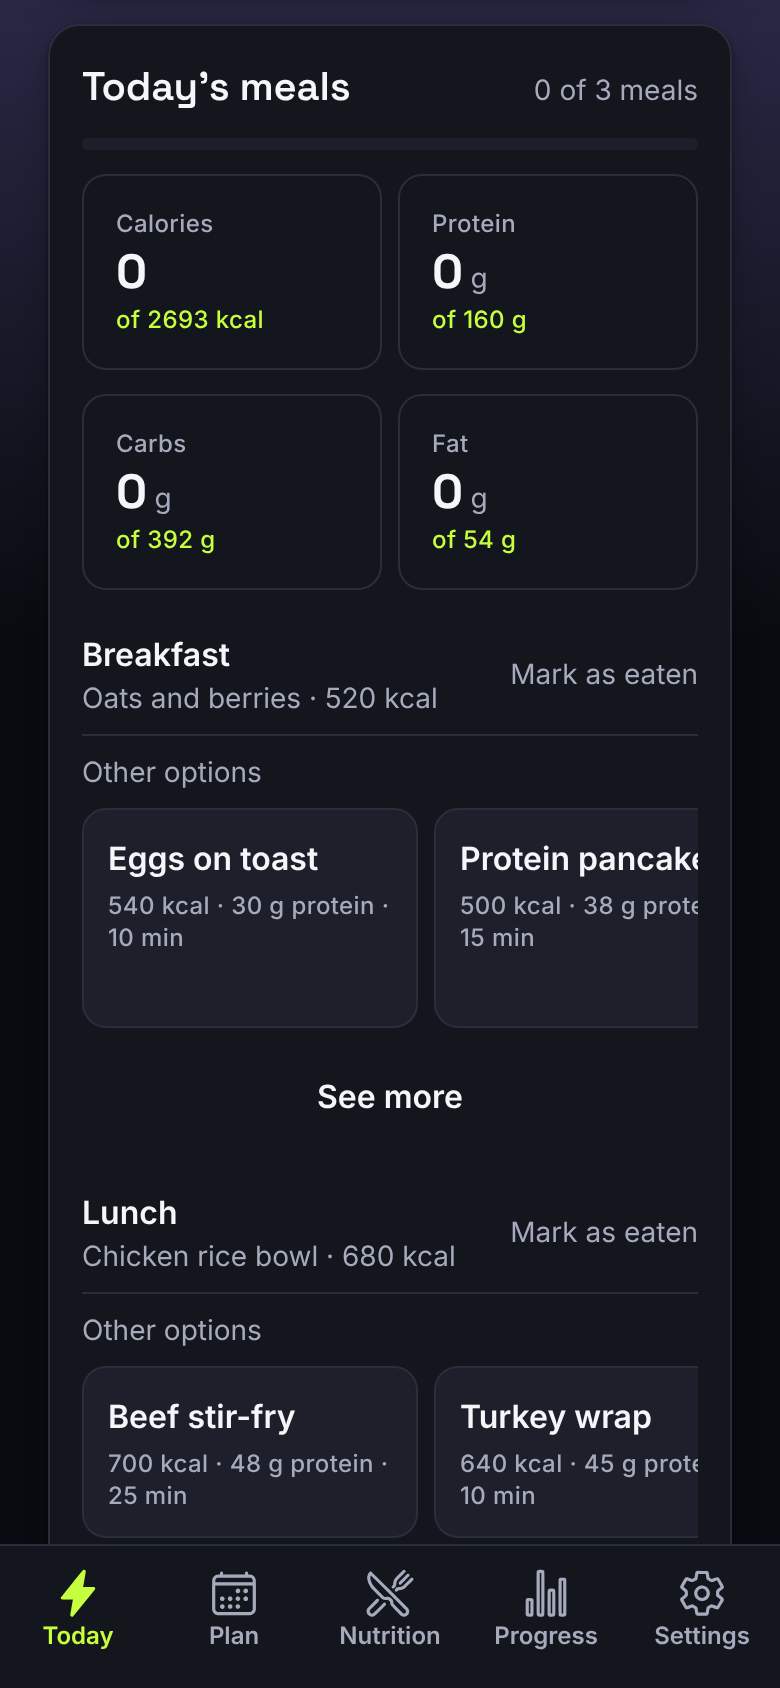 Today's meals
0 of 3 meals
Calories
0
of 2693 kcal
Protein
0 g
of 160 g
Carbs
0 g
of 392 g
Fat
0 g
of 54 g
Breakfast
Oats and berries · 520 kcal
Mark as eaten
Other options
Eggs on toast
540 kcal · 30 g protein ·
10 min
Protein pancake
500 kcal · 38 g prote
15 min
See more
Lunch
Chicken rice bowl · 680 kcal
Mark as eaten
Other options
Beef stir-fry
700 kcal · 48 g protein ·
25 min
Turkey wrap
640 kcal · 45 g prote
10 min
Today
Plan
Nutrition
Progress
Settings